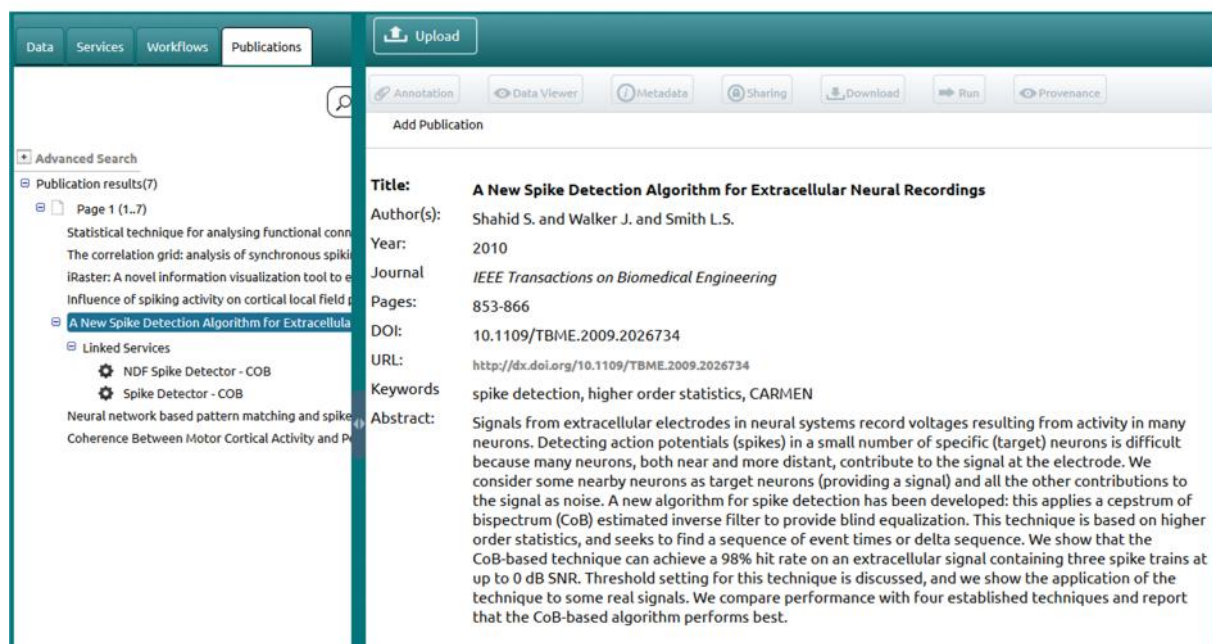 Data Services Workflows Publications
Advanced Search
Publication results(7)
Page 1 (1..7)
Statistical technique for analysing functional conn
The correlation grid: analysis of synchronous spiki
iRaster: A novel information visualization tool to e
Influence of spiking activity on cortical local field p
A New Spike Detection Algorithm for Extracellula
Linked Services
NDF Spike Detector - COB
Spike Detector - COB
Neural network based pattern matching and spike
Coherence Between Motor Cortical Activity and Pe
Upload
Annotation Data Viewer Metadata Sharing Download Run Provenance
Add Publication
Title: A New Spike Detection Algorithm for Extracellular Neural Recordings
Author(s): Shahid S. and Walker J. and Smith L.S.
Year: 2010
Journal IEEE Transactions on Biomedical Engineering
Pages: 853-866
DOI: 10.1109/TBME.2009.2026734
URL: http://dx.doi.org/10.1109/TBME.2009.2026734
Keywords spike detection, higher order statistics, CARMEN
Abstract: Signals from extracellular electrodes in neural systems record voltages resulting from activity in many
neurons. Detecting action potentials (spikes) in a small number of specific (target) neurons is difficult
because many neurons, both near and more distant, contribute to the signal at the electrode. We
consider some nearby neurons as target neurons (providing a signal) and all the other contributions to
the signal as noise. A new algorithm for spike detection has been developed: this applies a cepstrum of
bispectrum (CoB) estimated inverse filter to provide blind equalization. This technique is based on higher
order statistics, and seeks to find a sequence of event times or delta sequence. We show that the
CoB-based technique can achieve a 98% hit rate on an extracellular signal containing three spike trains at
up to 0 dB SNR. Threshold setting for this technique is discussed, and we show the application of the
technique to some real signals. We compare performance with four established techniques and report
that the CoB-based algorithm performs best.